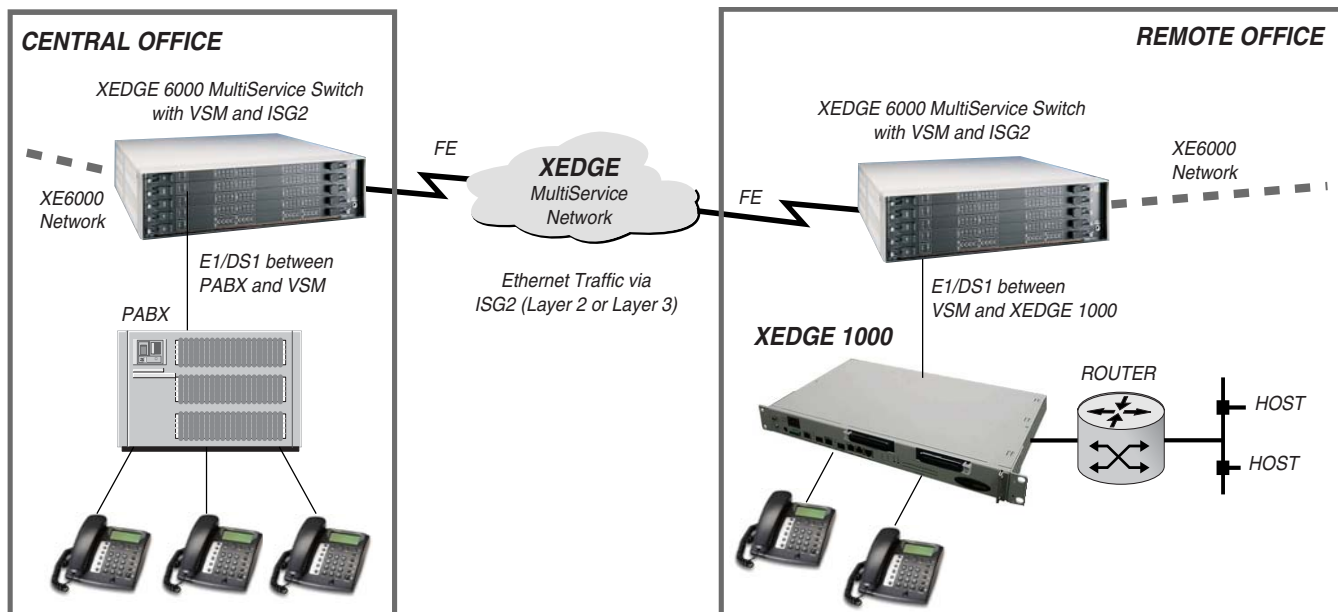 CENTRAL OFFICE
XEDGE 6000 MultiService Switch
with VSM and ISG2
XE6000
Network
E1/DS1 between
PABX and VSM
PABX
FE
XEDGE
MultiService
Network
FE
Ethernet Traffic via
ISG2 (Layer 2 or Layer 3)
REMOTE OFFICE
XEDGE 6000 MultiService Switch
with VSM and ISG2
XE6000
Network
E1/DS1 between
VSM and XEDGE 1000
XEDGE 1000
ROUTER
HOST
HOST